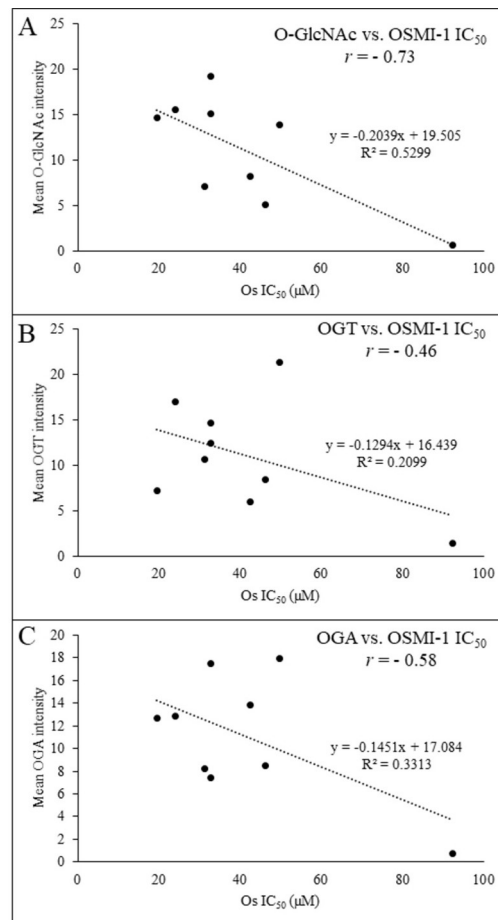 A
O-GlcNAc vs. OSMI-1 IC50
r = - 0.73
y = -0.2039x + 19.505
R² = 0.5299
Mean O-GlcNAc intensity
25
20
15
10
5
0
0 20 40 60 80 100
Os IC50 (µM)
B
OGT vs. OSMI-1 IC50
r = - 0.46
y = -0.1294x + 16.439
R² = 0.2099
Mean OGT intensity
25
20
15
10
5
0
0 20 40 60 80 100
Os IC50 (µM)
C
OGA vs. OSMI-1 IC50
r = - 0.58
y = -0.1451x + 17.084
R² = 0.3313
Mean OGA intensity
20
18
16
14
12
10
8
6
4
2
0
0 20 40 60 80 100
Os IC50 (µM)